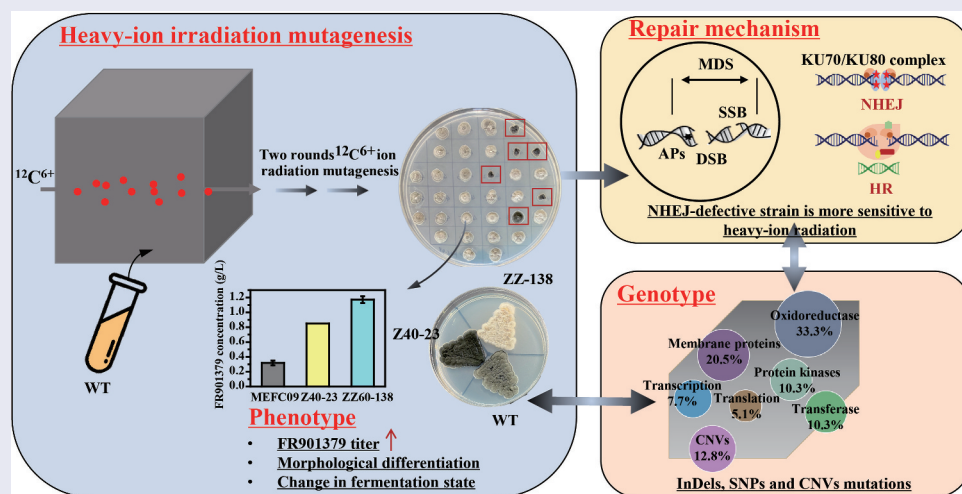 Heavy-ion irradiation mutagenesis
¹²C⁶⁺
Two rounds¹²C⁶⁺ion
radiation mutagenesis
WT
ZZ-138
Z40-23
WT
FR901379 concentration (g/L)
1.2
1.0
0.8
0.6
0.4
0.2
0.0
MEFC09 Z40-23 ZZ60-138
Phenotype
• FR901379 titer ↑
• Morphological differentiation
• Change in fermentation state
Repair mechanism
MDS
SSB
APs
DSB
KU70/KU80 complex
NHEJ
HR
NHEJ-defective strain is more sensitive to
heavy-ion radiation
Genotype
Oxidoreductase
33.3%
Membrane proteins
20.5%
Protein kinases
10.3%
Transcription
7.7%
Translation
5.1%
Transferase
10.3%
CNVs
12.8%
InDels, SNPs and CNVs mutations